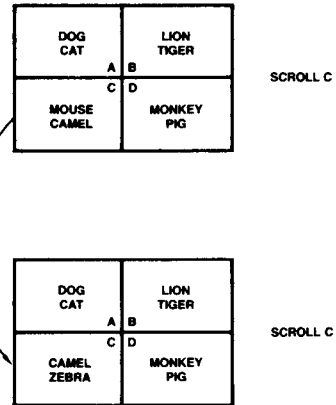 DOG
CAT
LION
TIGER
A B
C D
MOUSE
CAMEL
MONKEY
PIG
SCROLL C
DOG
CAT
LION
TIGER
A B
C D
CAMEL
ZEBRA
MONKEY
PIG
SCROLL C